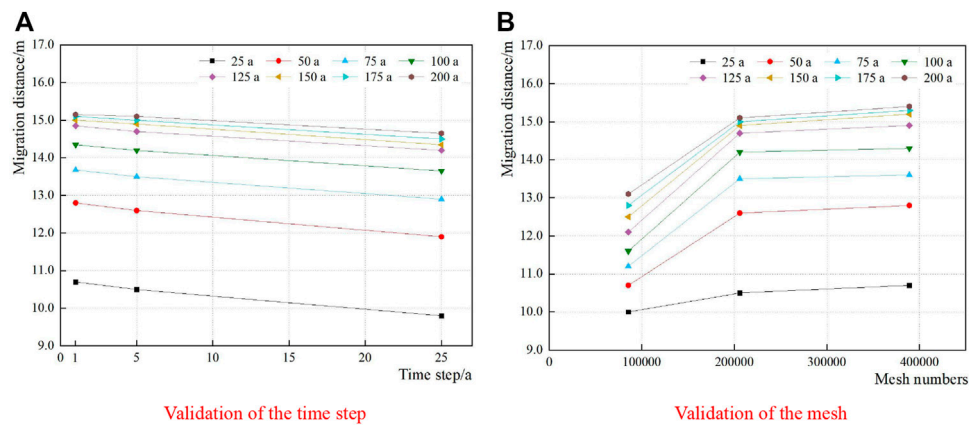 A
17.0
16.0
15.0
14.0
13.0
12.0
11.0
10.0
9.0
Migration distance/m
25 a 50 a 75 a 100 a
125 a 150 a 175 a 200 a
0 1 5 10 15 20 25
Time step/a
Validation of the time step
B
17.0
16.0
15.0
14.0
13.0
12.0
11.0
10.0
9.0
Migration distance/m
25 a 50 a 75 a 100 a
125 a 150 a 175 a 200 a
0 100000 200000 300000 400000
Mesh numbers
Validation of the mesh